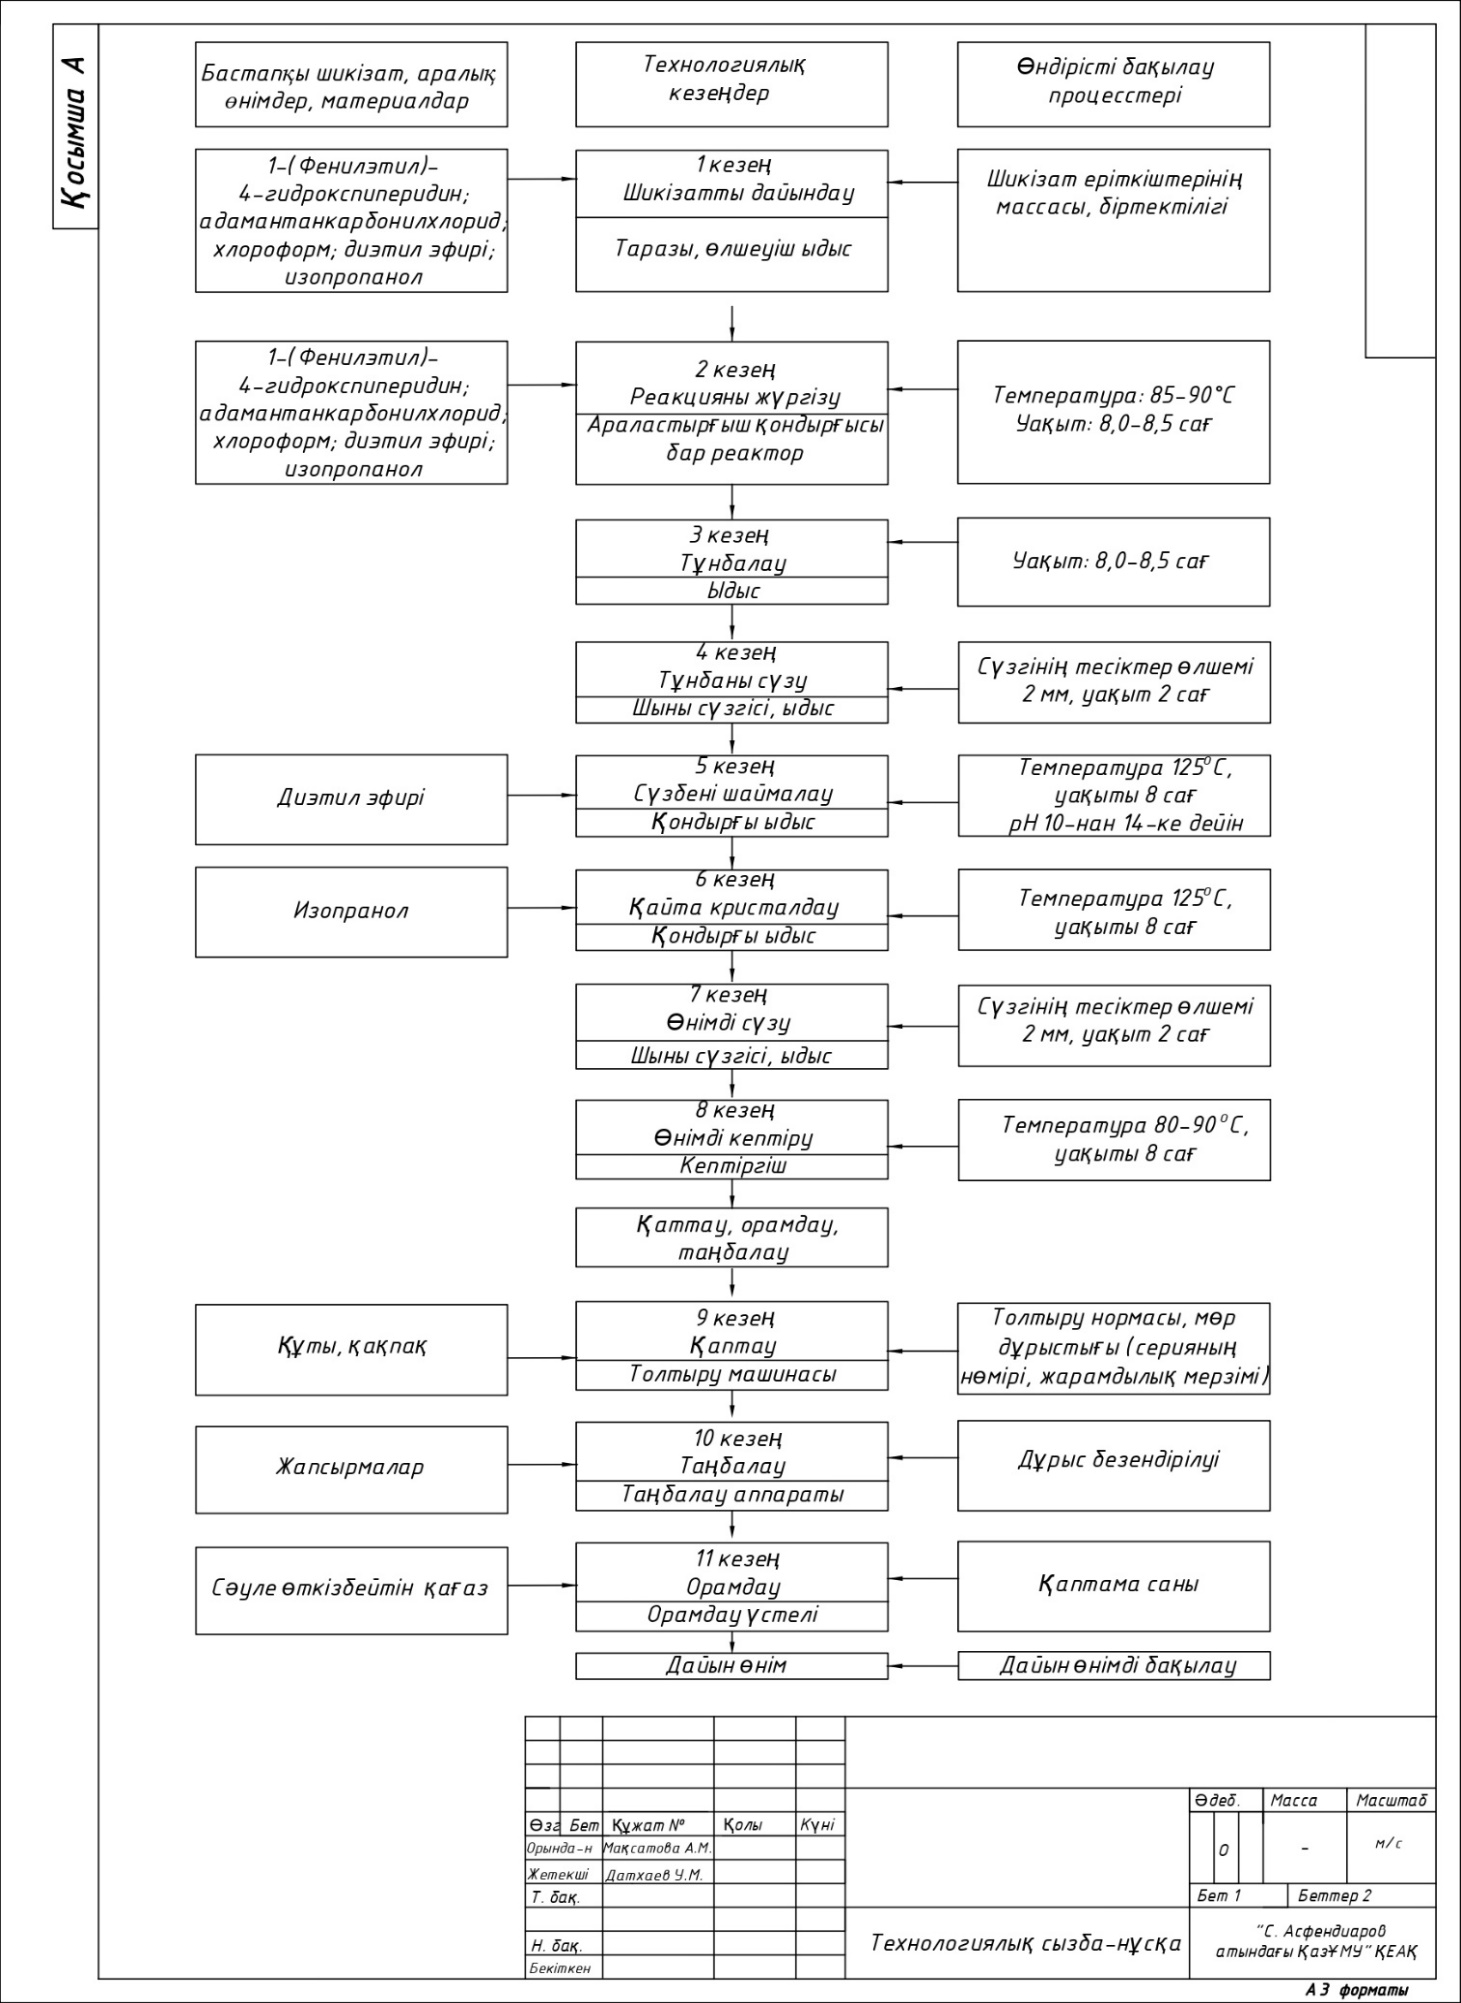 Қосымша А
Бастапқы шикізат, аралық
өнімдер, материалдар
Технологиялық
кезеңдер
Өндірісті бақылау
процесстері
1-(Фенилэтил)-
4-гидрокспиперидин;
адамантанкарбонилхлорид;
хлороформ; диэтил эфирі;
изопропанол
1 кезең
Шикізатты дайындау
Таразы, өлшеуіш ыдыс
Шикізат еріткіштерінің
массасы, біртектілігі
1-(Фенилэтил)-
4-гидрокспиперидин;
адамантанкарбонилхлорид;
хлороформ; диэтил эфирі;
изопропанол
2 кезең
Реакцияны жүргізу
Араластырғыш қондырғысы
бар реактор
Температура: 85-90°С
Уақыт: 8,0-8,5 сағ
3 кезең
Тұнбалау
Ыдыс
Уақыт: 8,0-8,5 сағ
4 кезең
Тұнбаны сүзу
Шыны сүзгісі, ыдыс
Сүзгінің тесіктер өлшемі
2 мм, уақыт 2 сағ
Диэтил эфирі
5 кезең
Сүзбені шаймалау
Қондырғы ыдыс
Температура 125⁰С,
уақыты 8 сағ
рН 10-нан 14-ке дейін
Изопранол
6 кезең
Қайта кристалдау
Қондырғы ыдыс
Температура 125⁰С,
уақыты 8 сағ
7 кезең
Өнімді сүзу
Шыны сүзгісі, ыдыс
Сүзгінің тесіктер өлшемі
2 мм, уақыт 2 сағ
8 кезең
Өнімді кептіру
Кептіргіш
Температура 80-90⁰С,
уақыты 8 сағ
Қаттау, орамдау,
таңбалау
Құты, қақпақ
9 кезең
Қаптау
Толтыру машинасы
Толтыру нормасы, мөр
дұрыстығы (серияның
нөмірі, жарамдылық мерзімі)
Жапсырмалар
10 кезең
Таңбалау
Таңбалау аппараты
Дұрыс безендірілуі
Сәуле өткізбейтін қағаз
11 кезең
Орамдау
Орамдау үстелі
Қаптама саны
Дайын өнім
Дайын өнімді бақылау
Өзг Бет Құжат № Қолы Күні
Орында-н Мақсатова А.М.
Жетекші Датхаев У.М.
Т. бақ.
Н. бақ.
Бекіткен
Технологиялық сызба-нұсқа
Әдеб. Масса Масштаб
О - м/с
Бет 1 Беттер 2
"С. Асфендиаров
атындағы ҚазҰМУ" ҚЕАҚ
А3 форматы